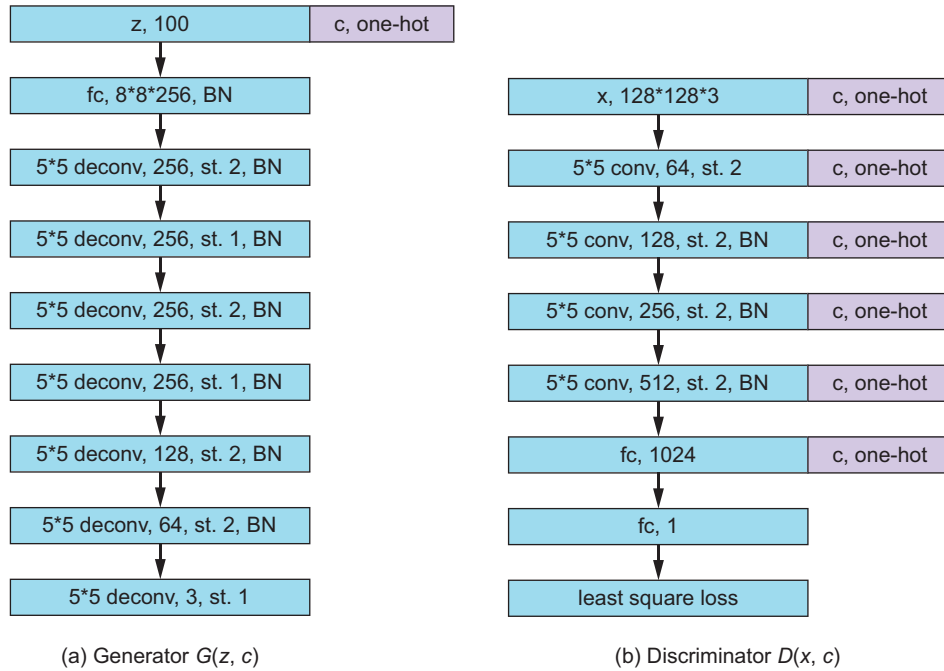 z, 100
c, one-hot
fc, 8*8*256, BN
5*5 deconv, 256, st. 2, BN
5*5 deconv, 256, st. 1, BN
5*5 deconv, 256, st. 2, BN
5*5 deconv, 256, st. 1, BN
5*5 deconv, 128, st. 2, BN
5*5 deconv, 64, st. 2, BN
5*5 deconv, 3, st. 1
(a) Generator G(z, c)
x, 128*128*3
c, one-hot
5*5 conv, 64, st. 2
c, one-hot
5*5 conv, 128, st. 2, BN
c, one-hot
5*5 conv, 256, st. 2, BN
c, one-hot
5*5 conv, 512, st. 2, BN
c, one-hot
fc, 1024
c, one-hot
fc, 1
least square loss
(b) Discriminator D(x, c)